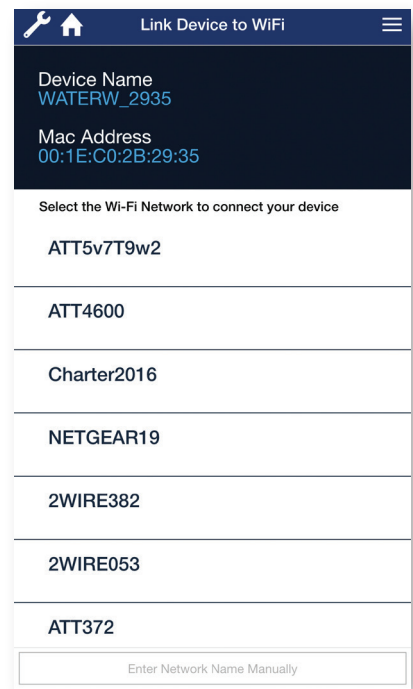 Link Device to WiFi
Device Name
WATERW_2935
Mac Address
00:1E:C0:2B:29:35
Select the Wi-Fi Network to connect your device
ATT5v7T9w2
ATT4600
Charter2016
NETGEAR19
2WIRE382
2WIRE053
ATT372
Enter Network Name Manually